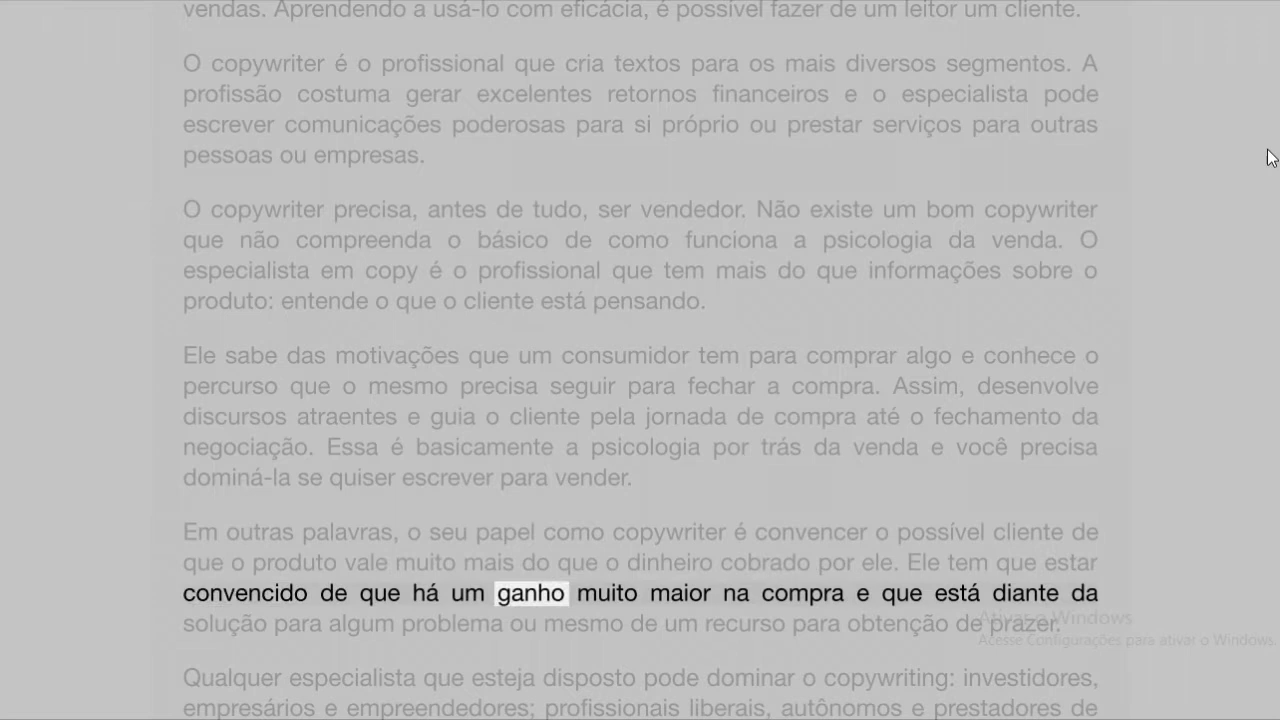 vendas. Aprendendo a usá-lo com eficácia, é possível fazer de um leitor um cliente.
O copywriter é o profissional que cria textos para os mais diversos segmentos. A
profissão costuma gerar excelentes retornos financeiros e o especialista pode
escrever comunicações poderosas para si próprio ou prestar serviços para outras
pessoas ou empresas.
O copywriter precisa, antes de tudo, ser vendedor. Não existe um bom copywriter
que não compreenda o básico de como funciona a psicologia da venda. O
especialista em copy é o profissional que tem mais do que informações sobre o
produto: entende o que o cliente está pensando.
Ele sabe das motivações que um consumidor tem para comprar algo e conhece o
percurso que o mesmo precisa seguir para fechar a compra. Assim, desenvolve
discursos atraentes e guia o cliente pela jornada de compra até o fechamento da
negociação. Essa é basicamente a psicologia por trás da venda e você precisa
dominá-la se quiser escrever para vender.
Em outras palavras, o seu papel como copywriter é convencer o possível cliente de
que o produto vale muito mais do que o dinheiro cobrado por ele. Ele tem que estar
convencido de que há um ganho muito maior na compra e que está diante da
solução para algum problema ou mesmo de um recurso para obtenção de prazer.
Ativar o Windows
Acesse Configurações para ativar o Windows.
Qualquer especialista que esteja disposto pode dominar o copywriting: investidores,
empresários e empreendedores; profissionais liberais, autônomos e prestadores de